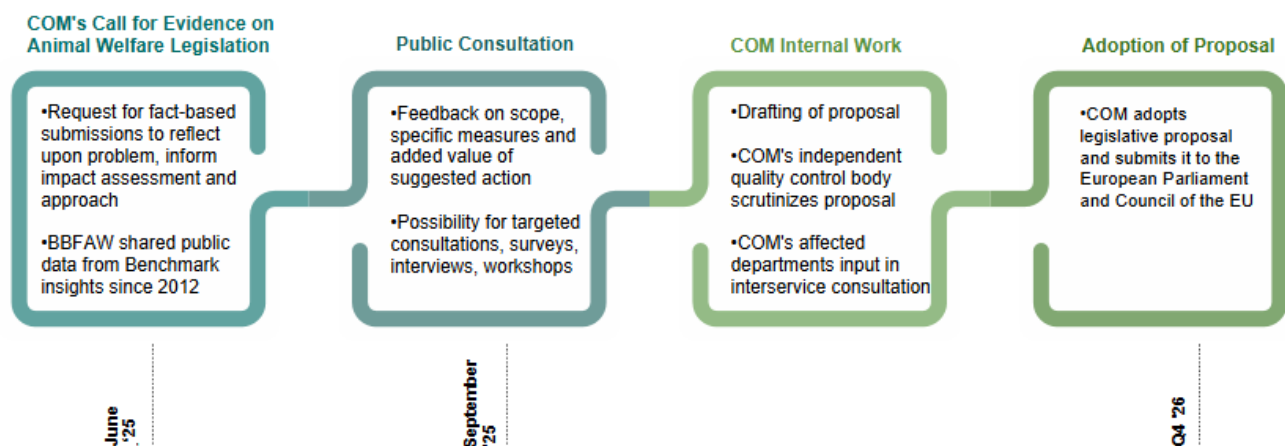 COM's Call for Evidence on
Animal Welfare Legislation
•Request for fact-based
submissions to reflect
upon problem, inform
impact assessment and
approach
•BBFAW shared public
data from Benchmark
insights since 2012
Public Consultation
•Feedback on scope,
specific measures and
added value of
suggested action
•Possibility for targeted
consultations, surveys,
interviews, workshops
COM Internal Work
•Drafting of proposal
•COM's independent
quality control body
scrutinizes proposal
•COM's affected
departments input in
interservice consultation
Adoption of Proposal
•COM adopts
legislative proposal
and submits it to the
European Parliament
and Council of the EU
June
'25
September
'25
Q4 '26